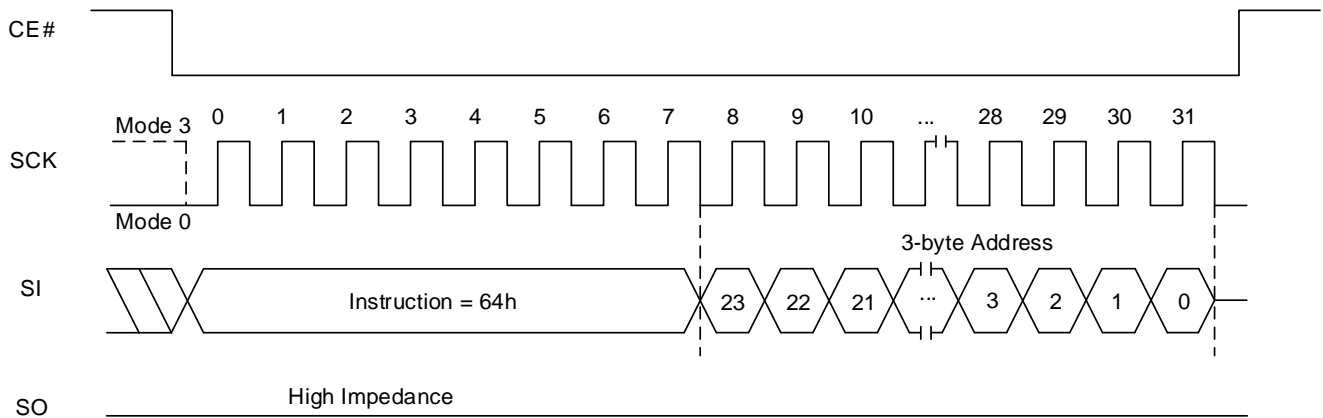 CE#
Mode 3
0 1 2 3 4 5 6 7 8 9 10 ... 28 29 30 31
SCK
Mode 0
3-byte Address
SI
Instruction = 64h
23 22 21 ... 3 2 1 0
High Impedance
SO